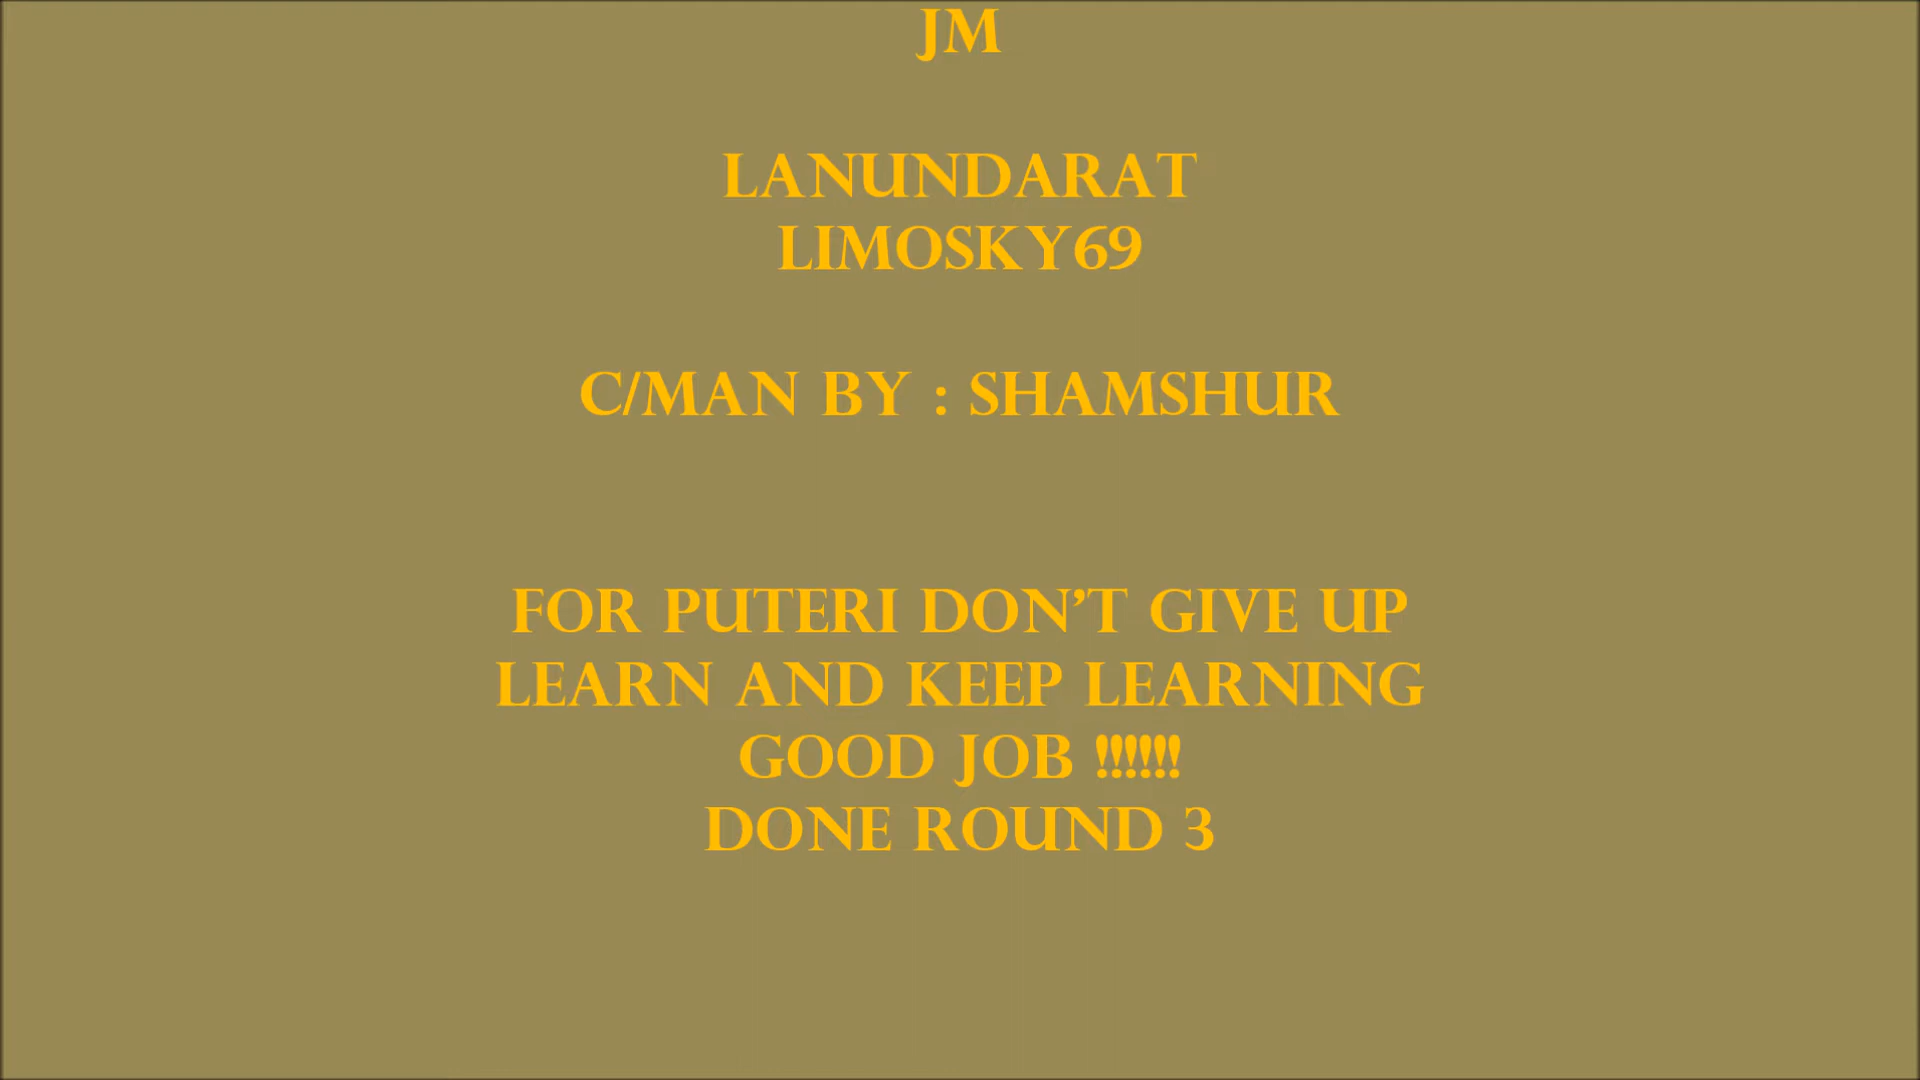 JM
LANUNDARAT
LIMOSKY69
C/MAN BY : SHAMSHUR
FOR PUTERI DON’T GIVE UP
LEARN AND KEEP LEARNING
GOOD JOB !!!!!!
DONE ROUND 3